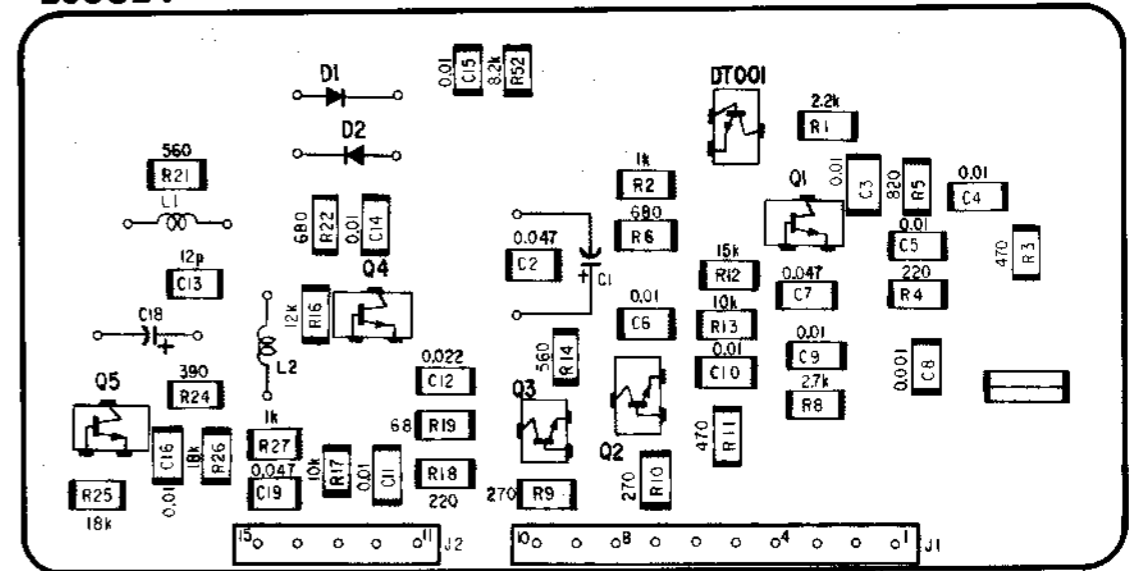 D1
0.01
C15
8.2k
R52
DT001
2.2k
R1
D2
560
R21
L1
1k
R2
680
R6
Q1
0.01
C3
820
R5
0.01
C4
680
R22
0.01
C14
0.047
C2
C1
+
0.01
C5
470
R3
12p
C13
Q4
15k
R12
0.047
C7
220
R4
12k
R16
C18
+
L2
0.01
C6
10k
R13
560
R14
0.01
C9
0.001
C8
0.022
C12
0.01
C10
Q5
390
R24
Q3
2.7k
R8
68
R19
1k
R27
Q2
470
R11
0.01
C16
18k
R26
10k
R17
0.01
C11
R18
220
0.047
C19
270
R9
270
R10
R25
18k
15
11
J2
10
8
4
1
J1